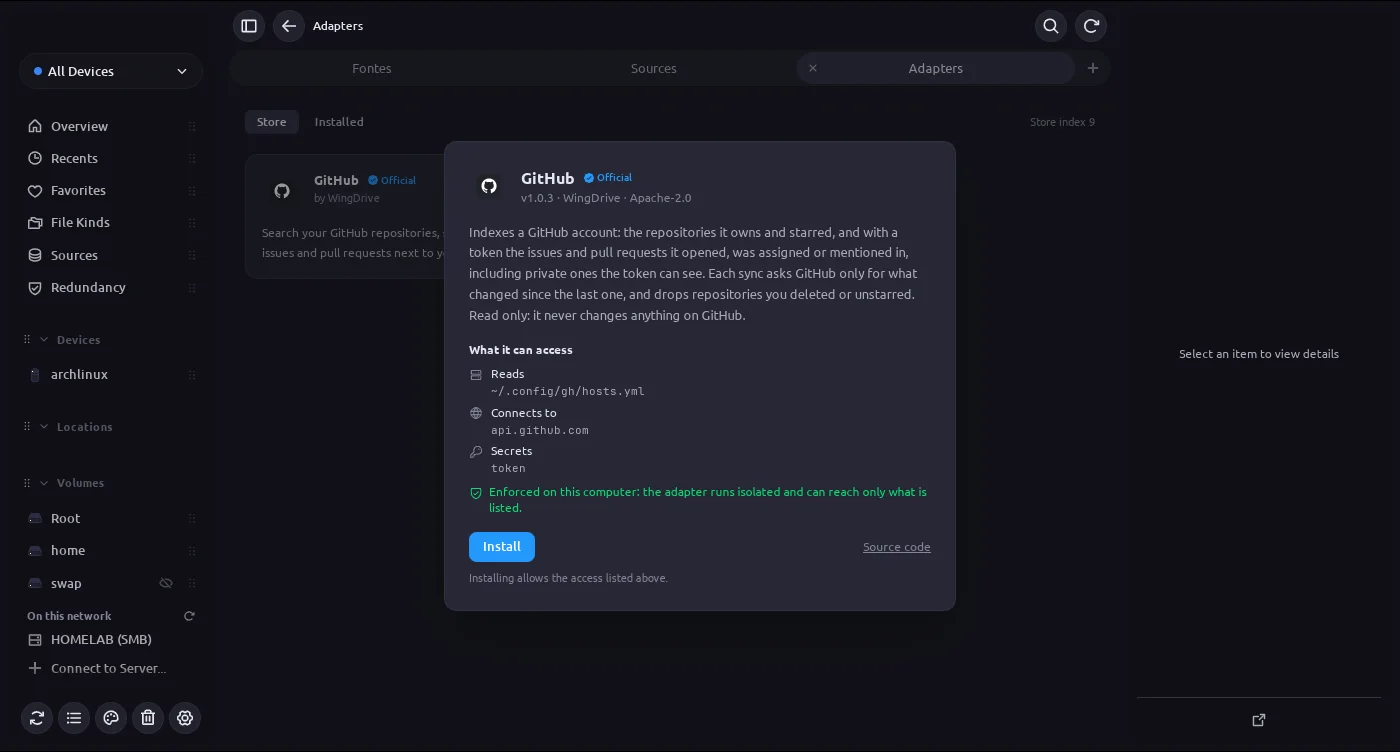 Adapters
All Devices
Fontes
Sources
Adapters
Overview
Recents
Favorites
File Kinds
Sources
Redundancy
Devices
archlinux
Locations
Volumes
Root
home
swap
On this network
HOMELAB (SMB)
Connect to Server...
Store
Installed
Store index 9
GitHub
Official
by WingDrive
Search your GitHub repositories,
issues and pull requests next to
GitHub
Official
v1.0.3 · WingDrive · Apache-2.0
Indexes a GitHub account: the repositories it owns and starred, and with a
token the issues and pull requests it opened, was assigned or mentioned in,
including private ones the token can see. Each sync asks GitHub only for what
changed since the last one, and drops repositories you deleted or unstarred.
Read only: it never changes anything on GitHub.
What it can access
Reads
~/.config/gh/hosts.yml
Connects to
api.github.com
Secrets
token
Enforced on this computer: the adapter runs isolated and can reach only what is
listed.
Install
Source code
Installing allows the access listed above.
Select an item to view details